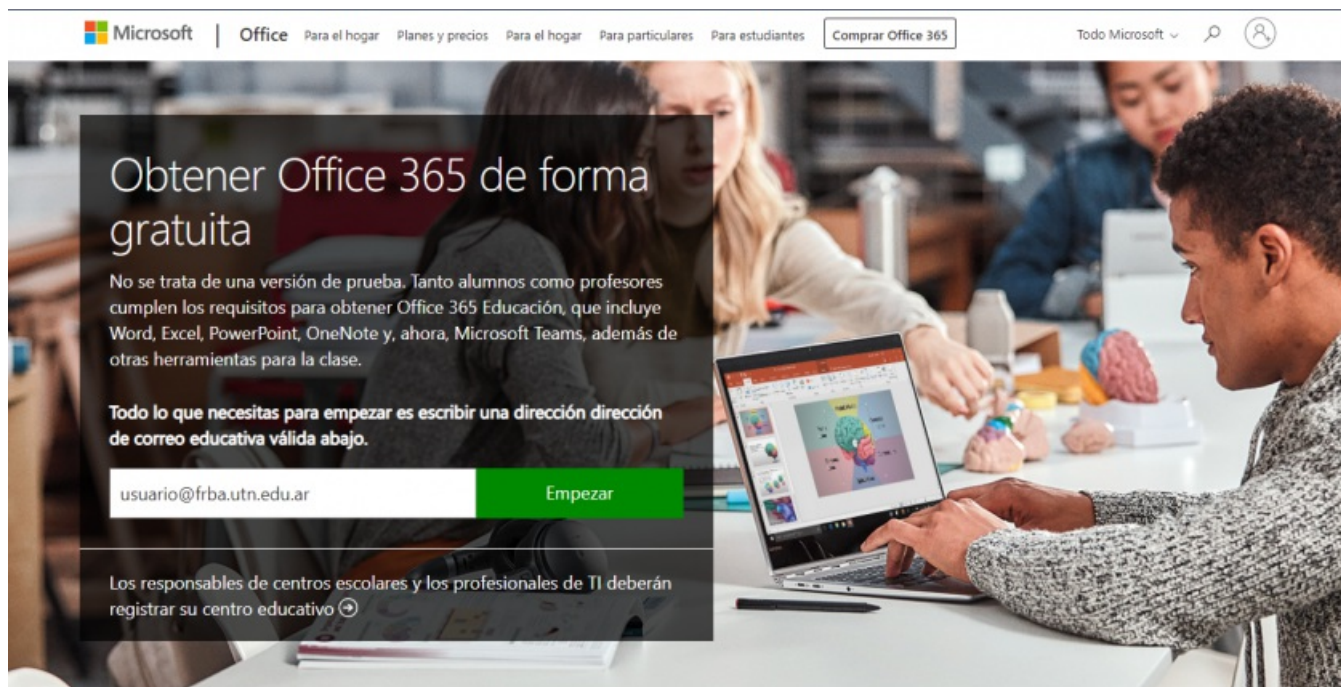 Microsoft | Office Para el hogar Planes y precios Para el hogar Para particulares Para estudiantes Comprar Office 365 Todo Microsoft
Obtener Office 365 de forma
gratuita
No se trata de una versión de prueba. Tanto alumnos como profesores
cumplen los requisitos para obtener Office 365 Educación, que incluye
Word, Excel, PowerPoint, OneNote y, ahora, Microsoft Teams, además de
otras herramientas para la clase.
Todo lo que necesitas para empezar es escribir una dirección dirección
de correo educativa válida abajo.
usuario@frba.utn.edu.ar Empezar
Los responsables de centros escolares y los profesionales de TI deberán
registrar su centro educativo